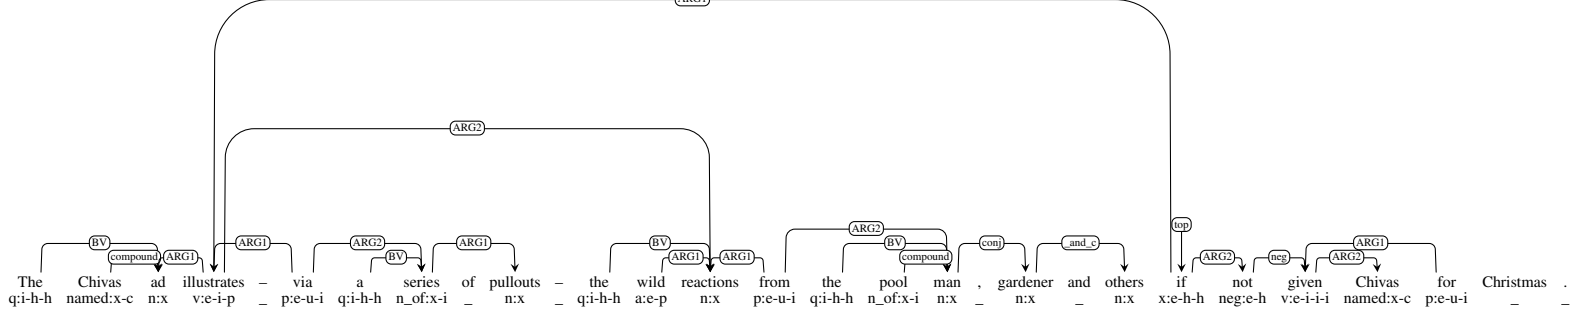 ARG1
ARG2
top
ARG2
BV ARG1 ARG2 ARG1 BV BV conj _and_c ARG1
compound ARG1 BV ARG1 ARG1 compound ARG2 neg ARG2
The Chivas ad illustrates – via a series of pullouts – the wild reactions from the pool man , gardener and others if not given Chivas for Christmas .
q:i-h-h named:x-c n:x v:e-i-p _ p:e-u-i q:i-h-h n_of:x-i _ n:x _ q:i-h-h a:e-p n:x p:e-u-i q:i-h-h n_of:x-i n:x _ n:x _ n:x x:e-h-h neg:e-h v:e-i-i-i named:x-c p:e-u-i _ _